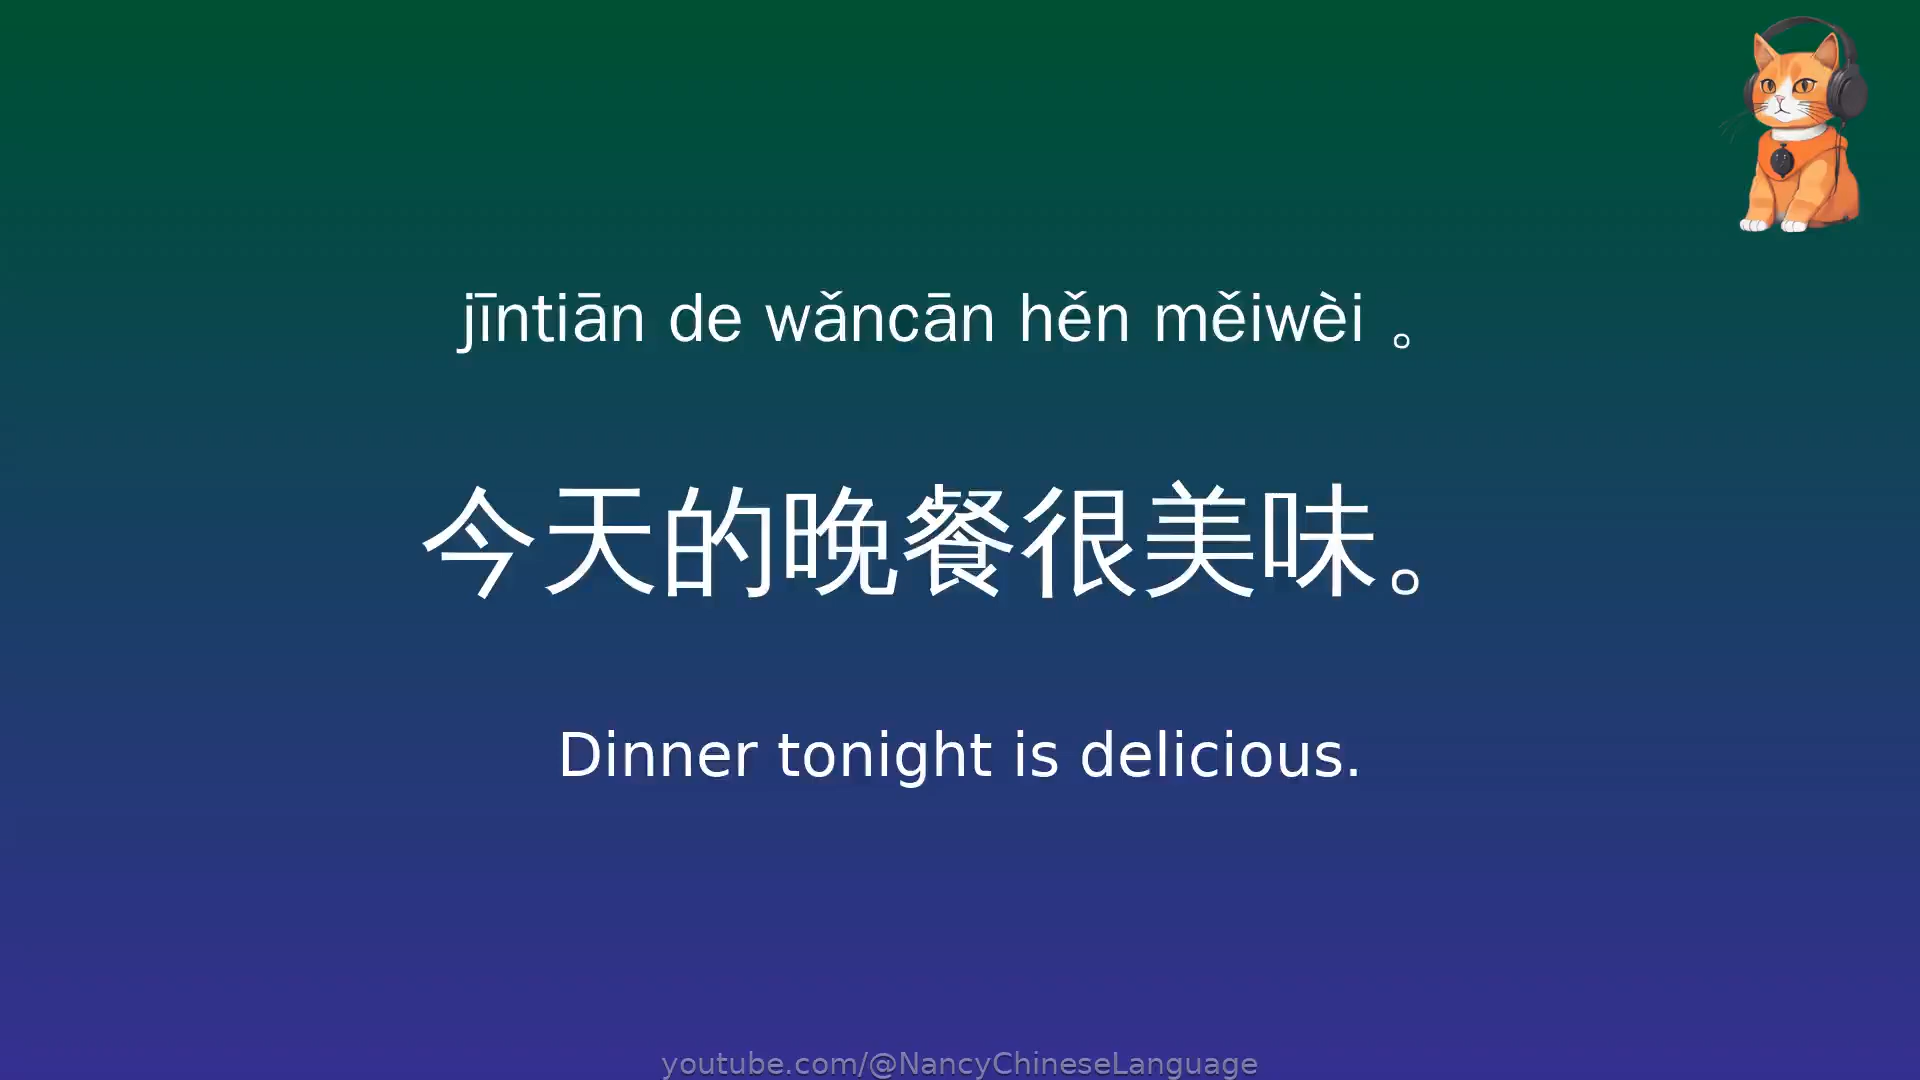 jīntiān de wǎncān hěn měiwèi 。
今天的晚餐很美味。
Dinner tonight is delicious.
youtube.com/@NancyChineseLanguage